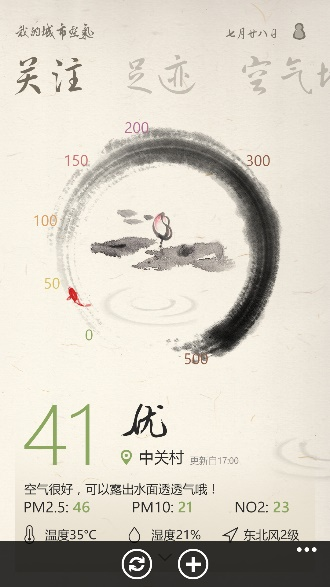 我的城市空气
七月廿八日
关注 足迹 空气地
200
150
300
100
50
0
500
41 优
中关村 更新自17:00
空气很好，可以露出水面透透气哦！
PM2.5: 46 PM10: 21 NO2: 23
温度35°C 湿度21% 东北风2级